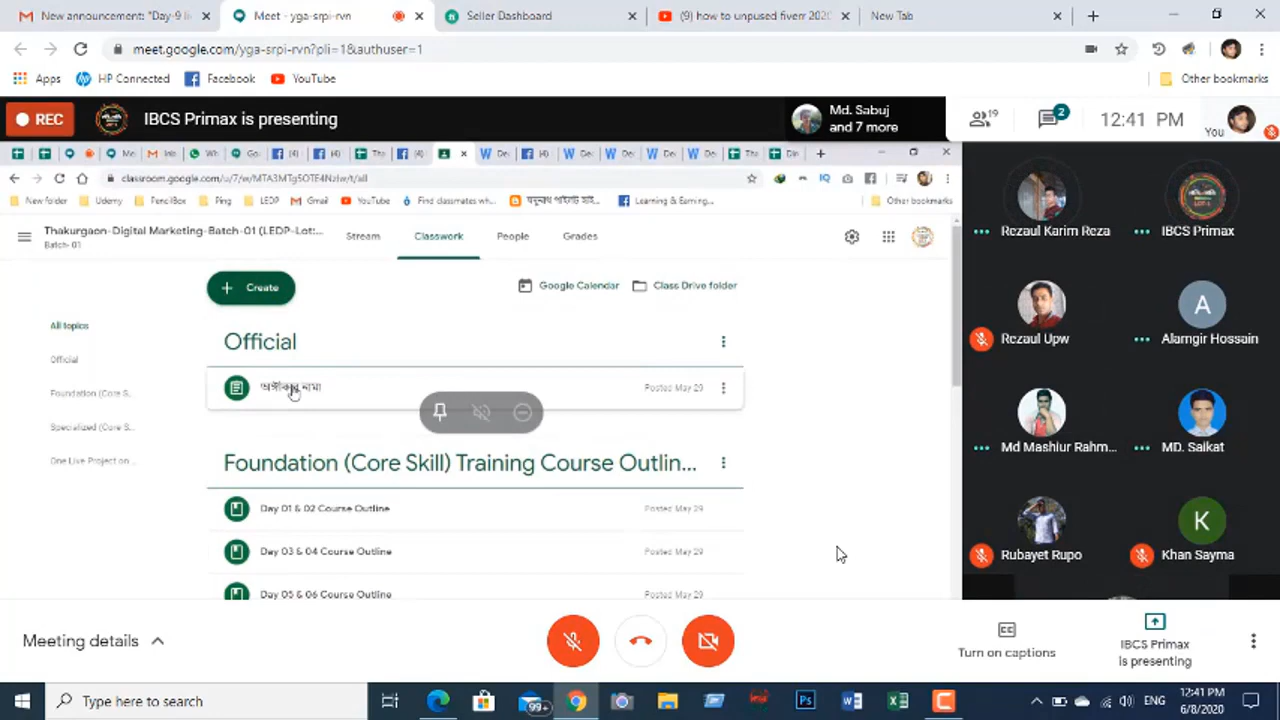 New announcement: "Day-9 li
Meet - yga-srpi-rvn
Seller Dashboard
(9) how to unpused fiverr 2020
New Tab
meet.google.com/yga-srpi-rvn?pli=1&authuser=1
Apps
HP Connected
Facebook
YouTube
Other bookmarks
REC
IBCS Primax is presenting
Md. Sabuj
and 7 more
19
2
12:41 PM
You
classroom.google.com/u/7/w/MTA3MTg5OTE4NzIw/t/all
New folder
Udemy
PencilBox
Ping
LEDP
Gmail
YouTube
Find classmates wh...
Learning & Earning...
Other bookmarks
Thakurgaon-Digital Marketing-Batch-01 (LEDP-Lot:...
Batch- 01
Stream
Classwork
People
Grades
Create
Google Calendar
Class Drive folder
All topics
Official
Foundation (Core S...
Specialized (Core S...
One Live Project on ...
Official
অঙ্গীকার নামা
Posted May 29
Foundation (Core Skill) Training Course Outlin...
Day 01 & 02 Course Outline
Posted May 29
Day 03 & 04 Course Outline
Posted May 29
Day 05 & 06 Course Outline
Posted May 29
Rezaul Karim Reza
IBCS Primax
Rezaul Upw
A
Alamgir Hossain
Md Mashiur Rahm...
MD. Saikat
K
Rubayet Rupo
Khan Sayma
Meeting details
CC
Turn on captions
IBCS Primax
is presenting
Type here to search
99+
Ps
ENG
12:41 PM
6/8/2020